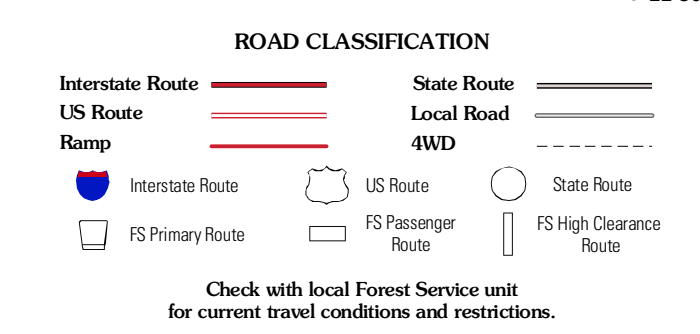 ROAD CLASSIFICATION
Interstate Route
State Route
US Route
Local Road
Ramp
4WD
Interstate Route
US Route
State Route
FS Primary Route
FS Passenger
Route
FS High Clearance
Route
Check with local Forest Service unit
for current travel conditions and restrictions.